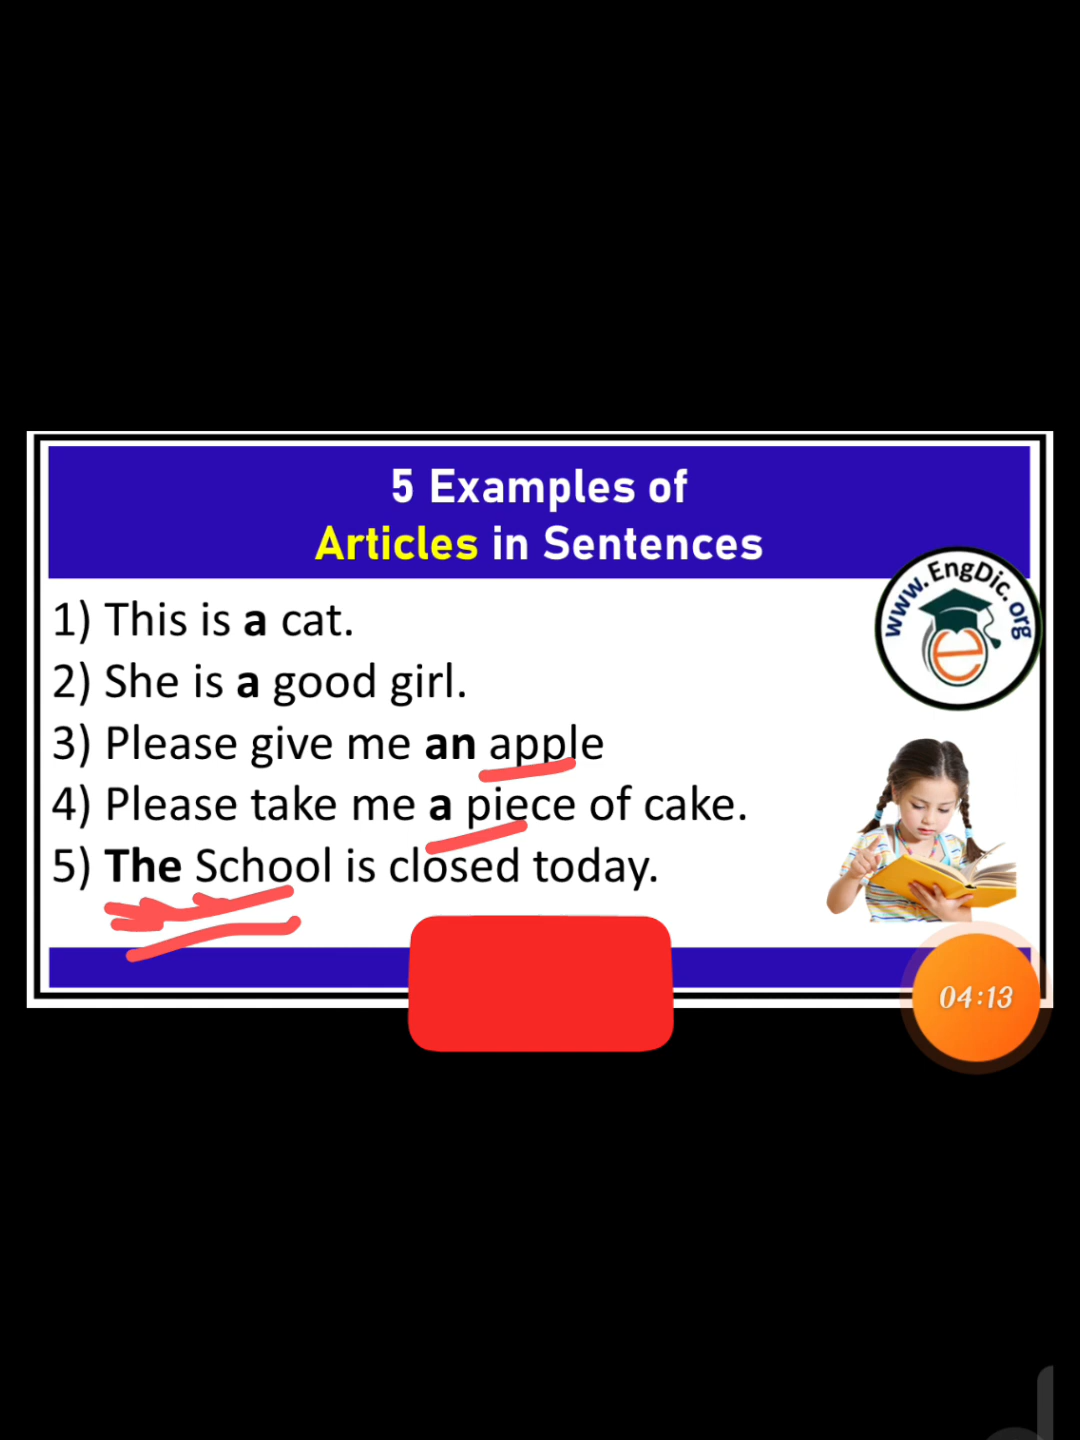 5 Examples of
Articles in Sentences
www.EngDic.org
1) This is a cat.
2) She is a good girl.
3) Please give me an apple
4) Please take me a piece of cake.
5) The School is closed today.
04:13